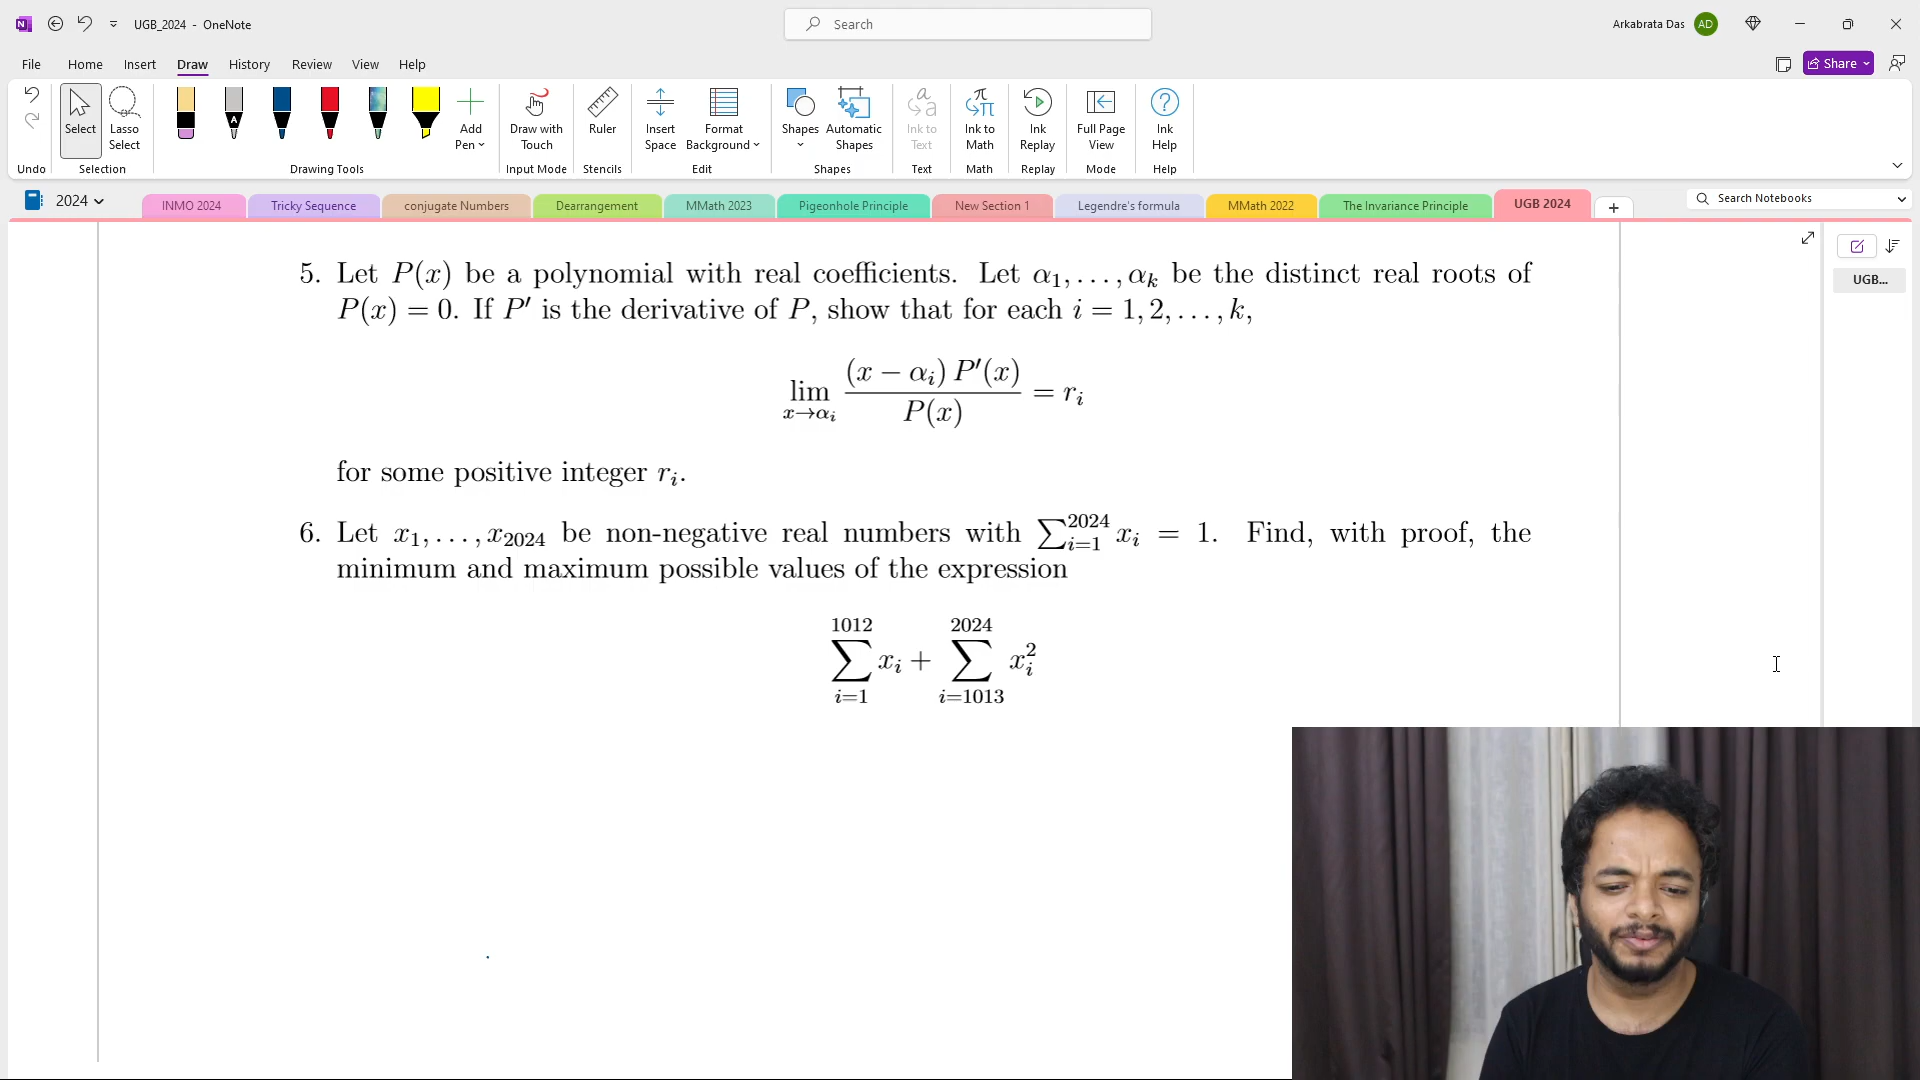 UGB_2024 - OneNote
Search
Arkabrata Das
AD
File Home Insert Draw History Review View Help
Share
Select
Lasso Select
Add Pen
Draw with Touch
Ruler
Insert Space
Format Background
Shapes
Automatic Shapes
Ink to Text
Ink to Math
Ink Replay
Full Page View
Ink Help
Undo Selection Drawing Tools Input Mode Stencils Edit Shapes Text Math Replay Mode Help
2024
INMO 2024
Tricky Sequence
conjugate Numbers
Dearrangement
MMath 2023
Pigeonhole Principle
New Section 1
Legendre's formula
MMath 2022
The Invariance Principle
UGB 2024
Search Notebooks
UGB...
5. Let P(x) be a polynomial with real coefficients. Let α₁, . . . , αₖ be the distinct real roots of
P(x) = 0. If P′ is the derivative of P, show that for each i = 1, 2, . . . , k,
lim_{x→αᵢ} (x − αᵢ) P′(x) / P(x) = rᵢ
for some positive integer rᵢ.
6. Let x₁, . . . , x₂₀₂₄ be non-negative real numbers with ∑_{i=1}^{2024} xᵢ = 1. Find, with proof, the
minimum and maximum possible values of the expression
∑_{i=1}^{1012} xᵢ + ∑_{i=1013}^{2024} xᵢ²